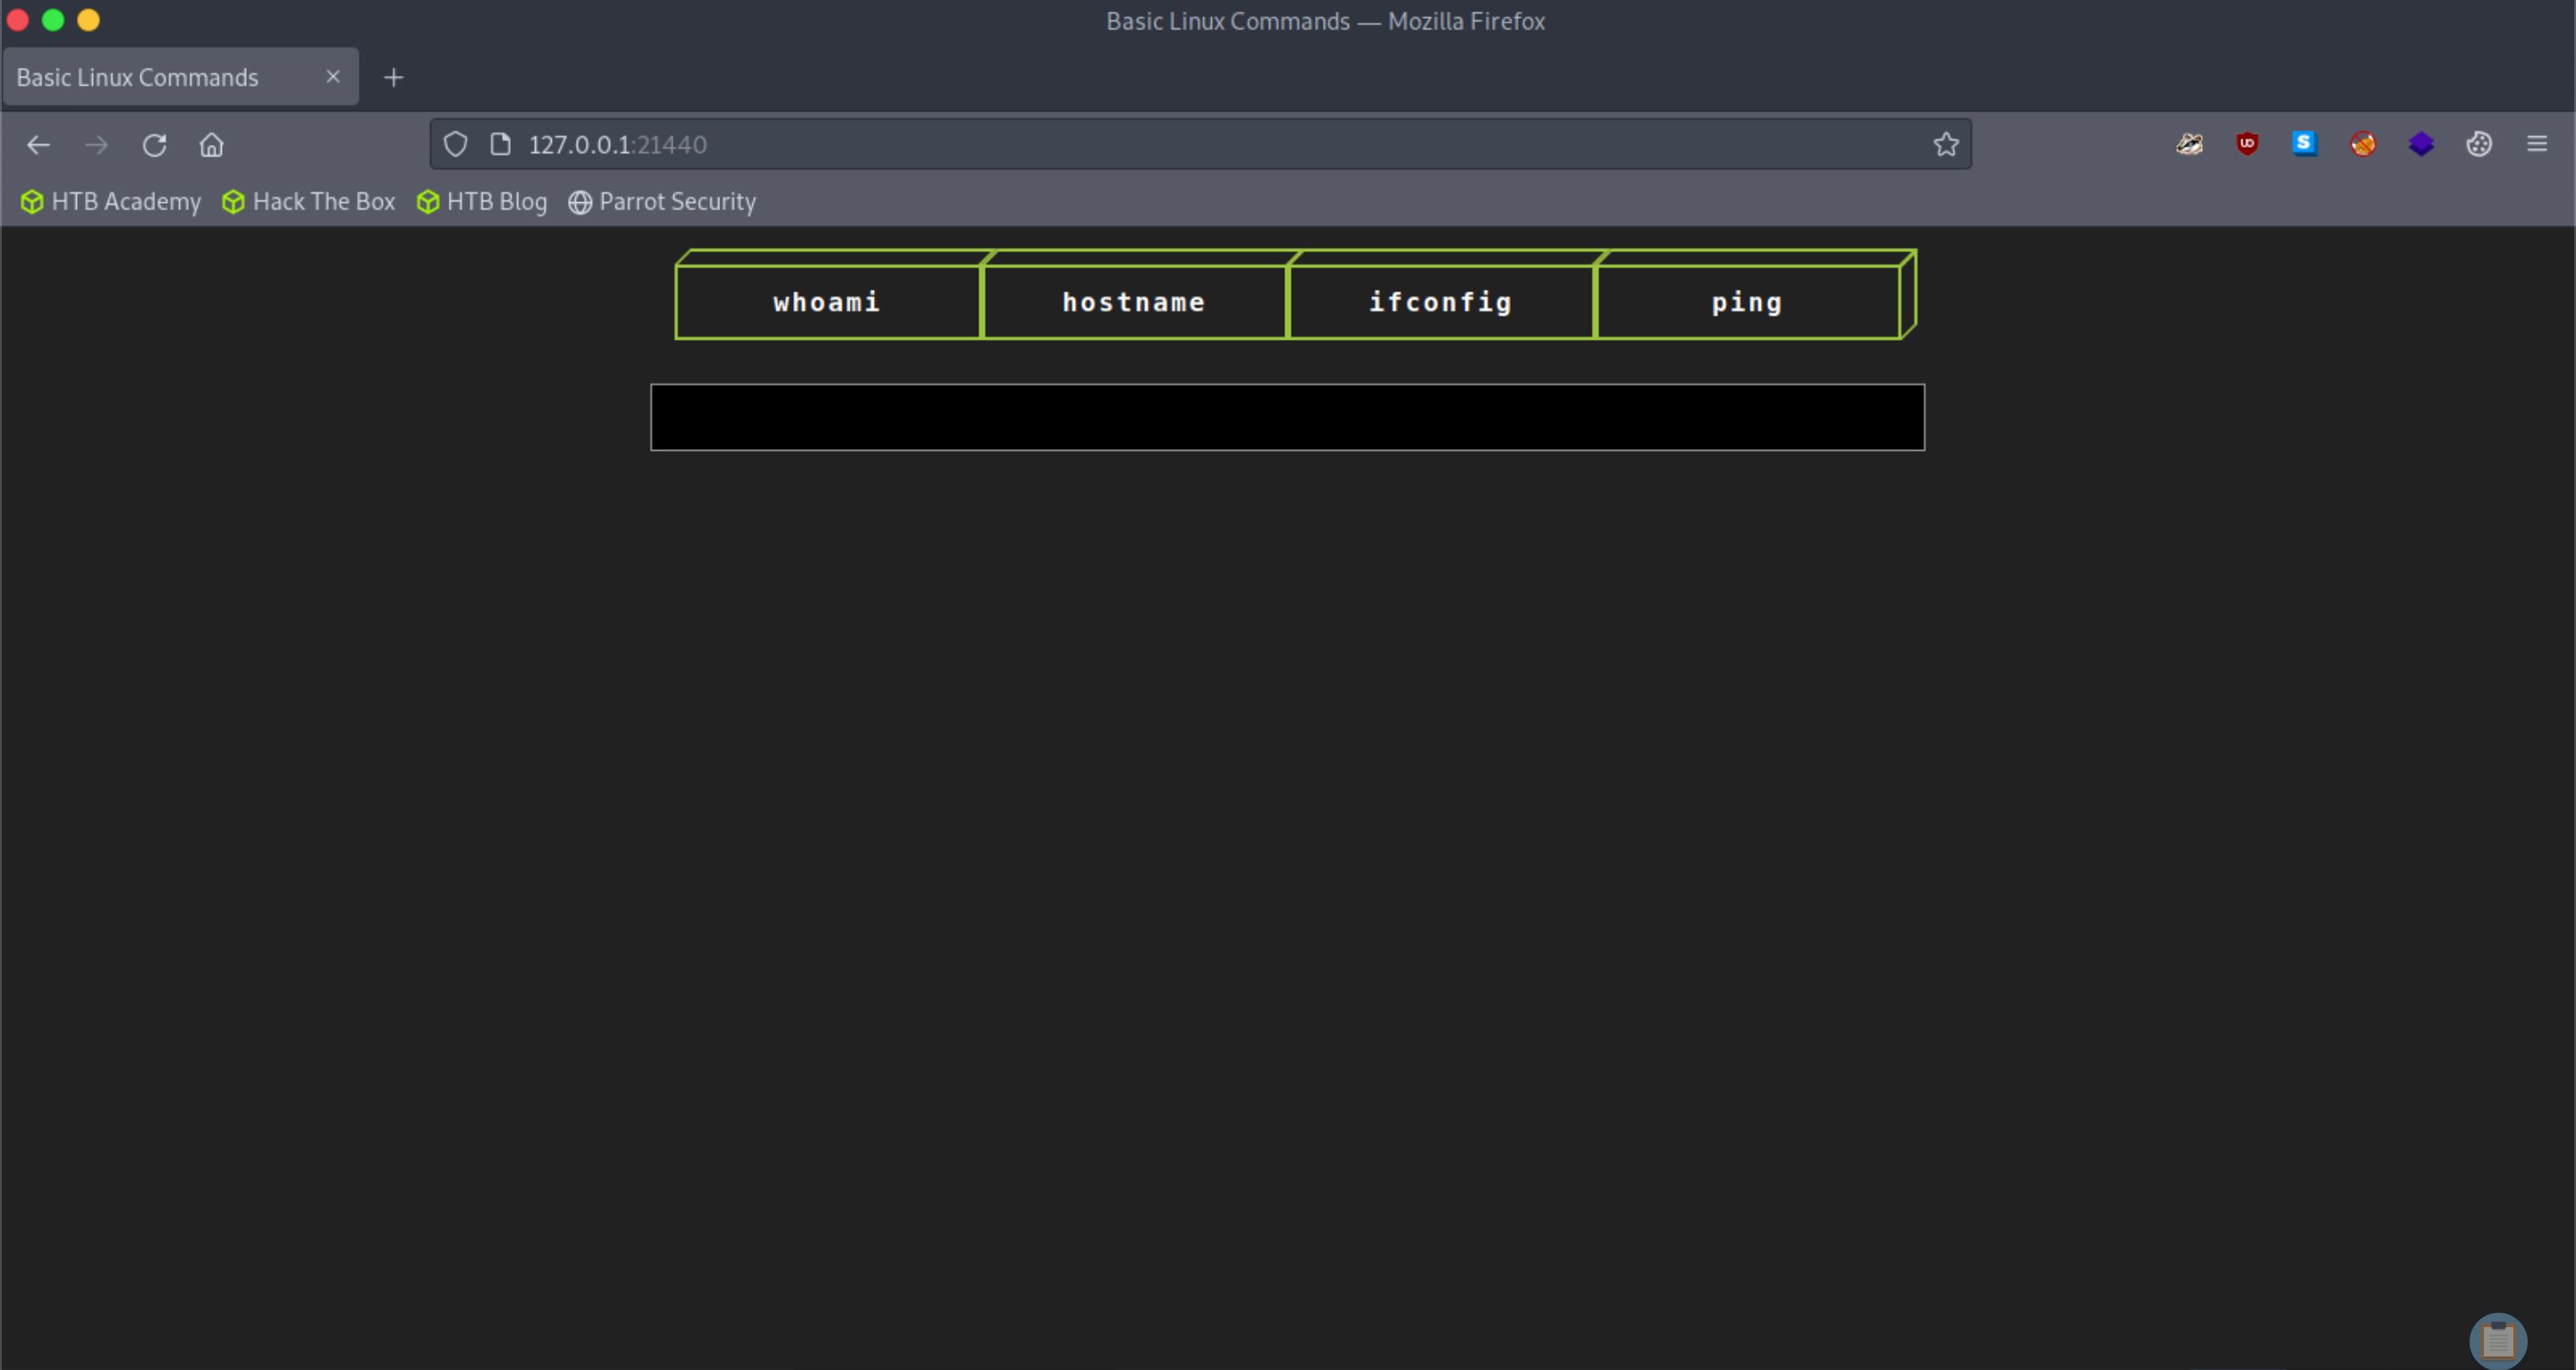 Basic Linux Commands — Mozilla Firefox
Basic Linux Commands
127.0.0.1:21440
HTB Academy Hack The Box HTB Blog Parrot Security
whoami hostname ifconfig ping